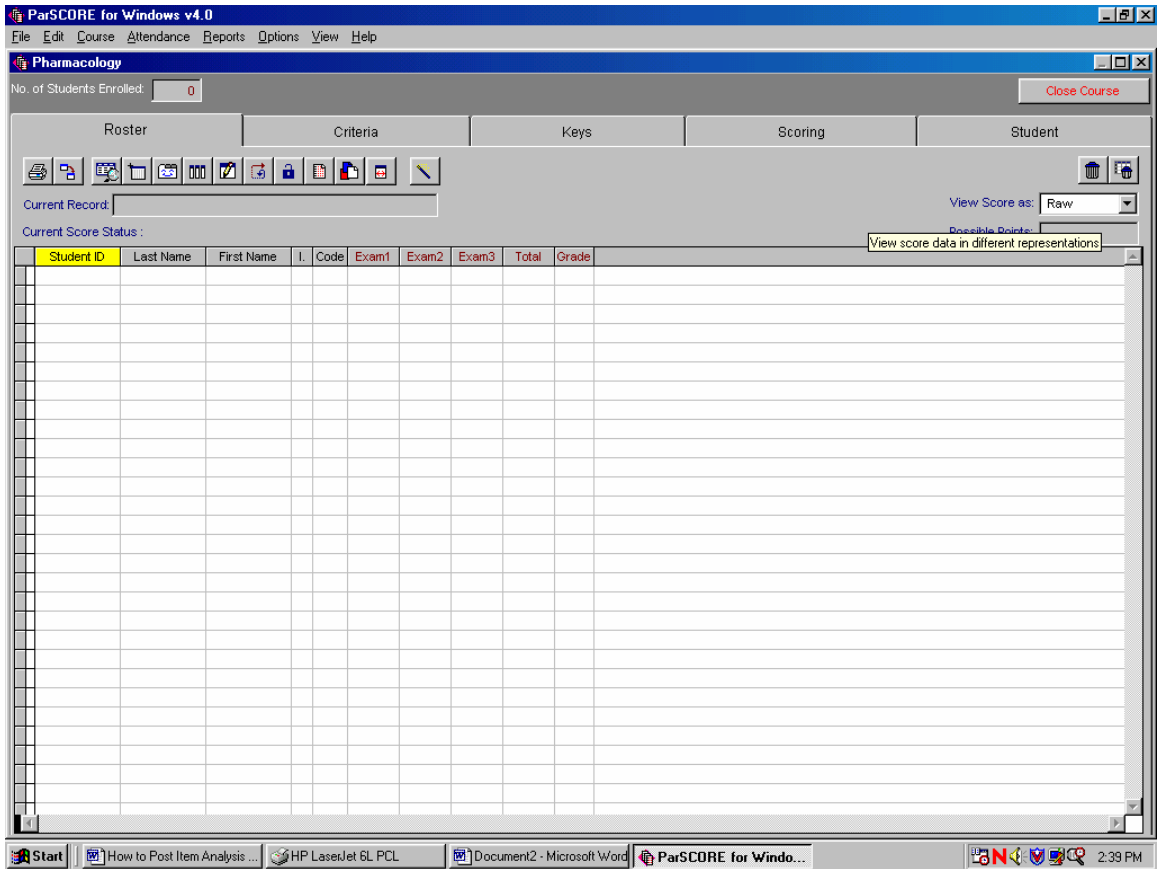 ParSCORE for Windows v4.0
File Edit Course Attendance Reports Options View Help
Pharmacology
No. of Students Enrolled: 0 Close Course
Roster Criteria Keys Scoring Student
Current Record: View Score as: Raw
Current Score Status : Possible Points:
View score data in different representations
Student ID Last Name First Name I. Code Exam1 Exam2 Exam3 Total Grade
Start How to Post Item Analysis ... HP LaserJet 6L PCL Document2 - Microsoft Word ParSCORE for Windo... N 2:39 PM